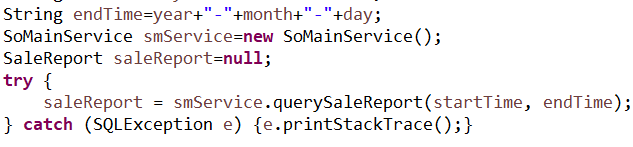 String endTime=year+"-"+month+"-"+day;
SoMainService smService=new SoMainService();
SaleReport saleReport=null;
try {
    saleReport = smService.querySaleReport(startTime, endTime);
} catch (SQLException e) {e.printStackTrace();}